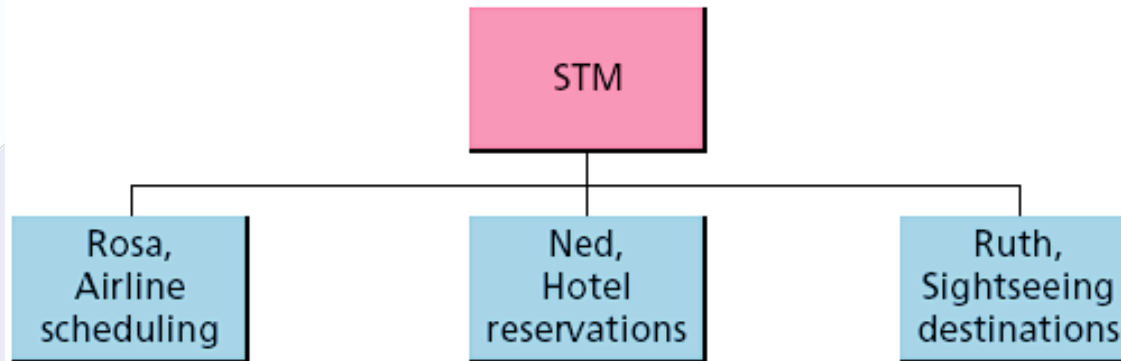 STM
Rosa,
Airline
scheduling
Ned,
Hotel
reservations
Ruth,
Sightseeing
destinations